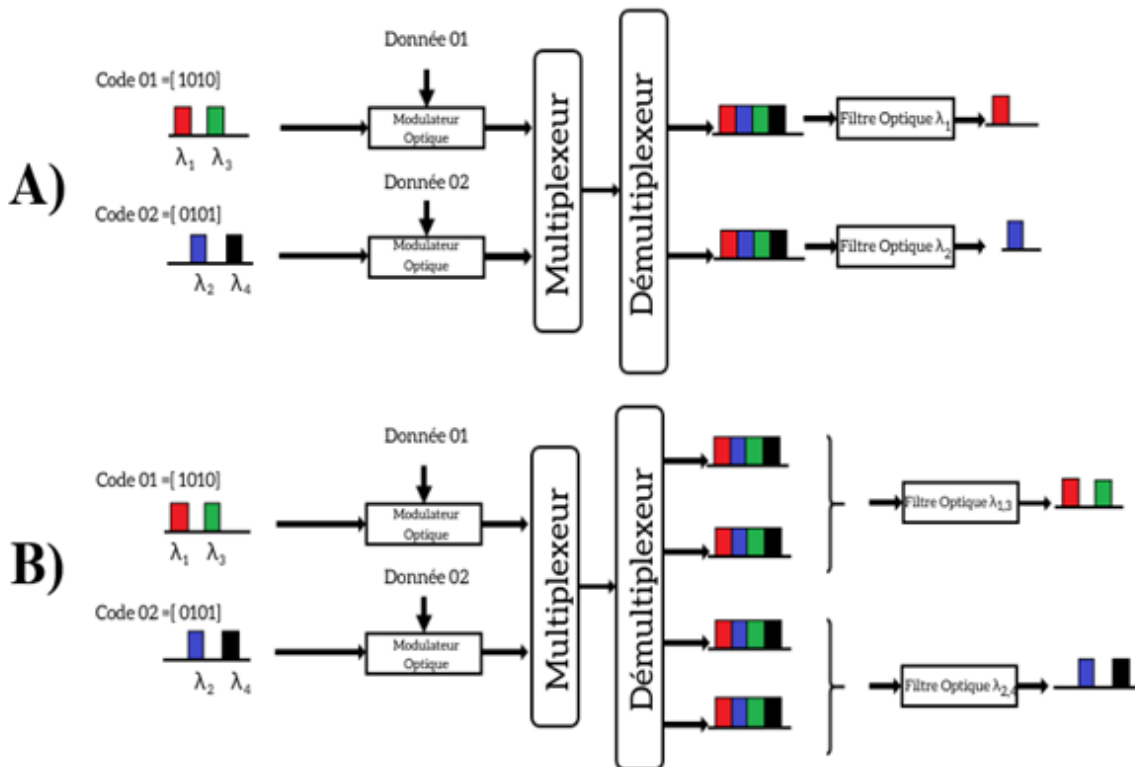 A)
Code 01 =[ 1010]
λ1 λ3
Code 02 =[ 0101]
λ2 λ4
Donnée 01
Modulateur
Optique
Donnée 02
Modulateur
Optique
Multiplexeur
Démultiplexeur
Filtre Optique λ1
Filtre Optique λ2
B)
Code 01 =[ 1010]
λ1 λ3
Code 02 =[ 0101]
λ2 λ4
Donnée 01
Modulateur
Optique
Donnée 02
Modulateur
Optique
Multiplexeur
Démultiplexeur
Filtre Optique λ1,3
Filtre Optique λ2,4